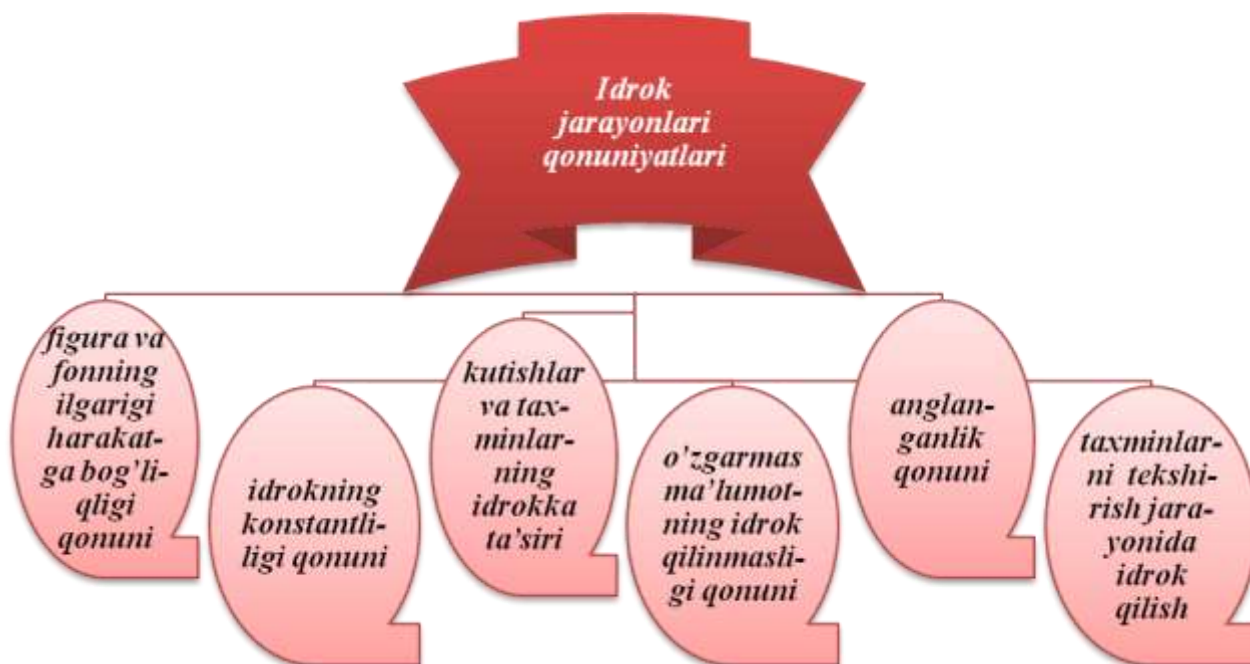 Idrok
jarayonlari
qonuniyatlari
figura va
fonning
ilgarigi
harakat-
ga bog’li-
qligi
qonuni
idrokning
konstantli-
ligi qonuni
kutishlar
va tax-
minlar-
ning
idrokka
ta’siri
o’zgarmas
ma’lumot-
ning idrok
qilinmasli-
gi qonuni
anglan-
ganlik
qonuni
taxminlar-
ni tekshi-
rish jara-
yonida
idrok
qilish